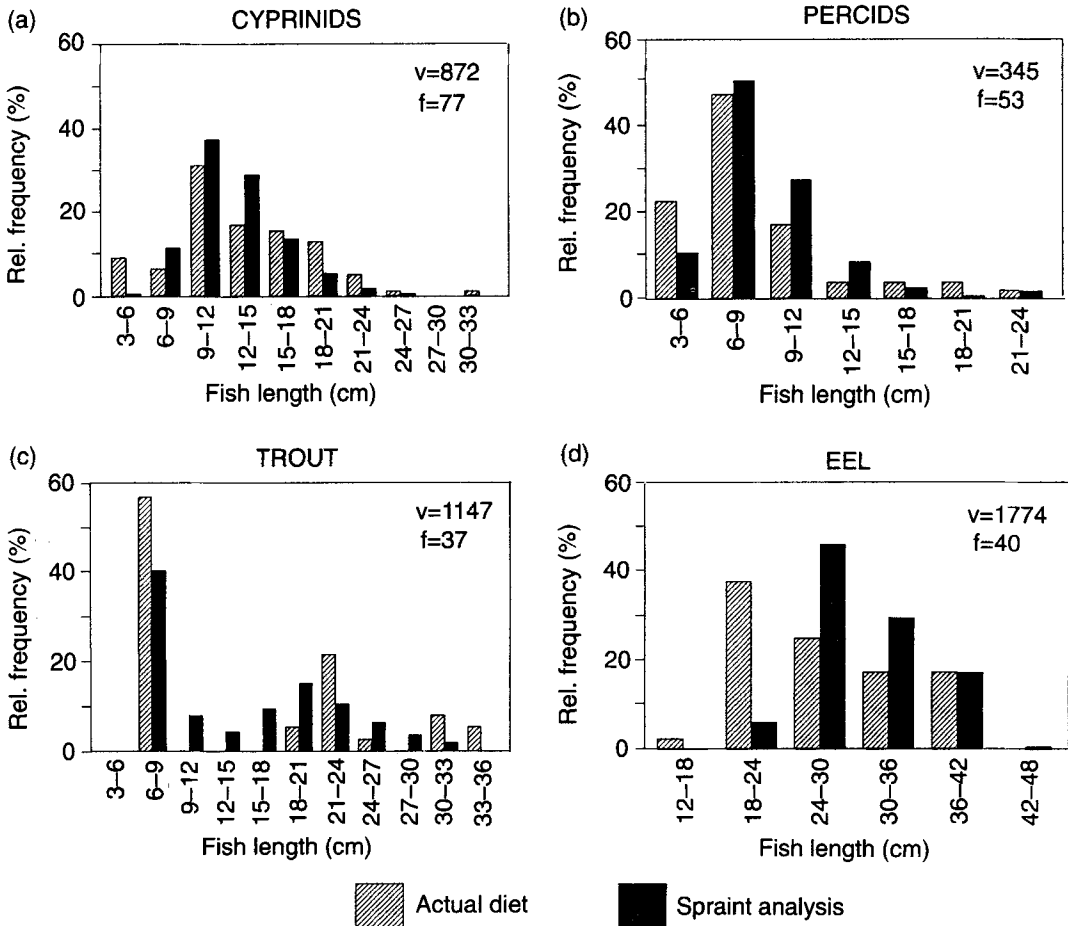 (a)
CYPRINIDS
60
40
20
0
Rel. frequency (%)
v=872
f=77
3–6
6–9
9–12
12–15
15–18
18–21
21–24
24–27
27–30
30–33
Fish length (cm)
(b)
PERCIDS
60
40
20
0
Rel. frequency (%)
v=345
f=53
3–6
6–9
9–12
12–15
15–18
18–21
21–24
Fish length (cm)
(c)
TROUT
60
40
20
0
Rel. frequency (%)
v=1147
f=37
3–6
6–9
9–12
12–15
15–18
18–21
21–24
24–27
27–30
30–33
33–36
Fish length (cm)
(d)
EEL
60
40
20
0
Rel. frequency (%)
v=1774
f=40
12–18
18–24
24–30
30–36
36–42
42–48
Fish length (cm)
Actual diet
Spraint analysis